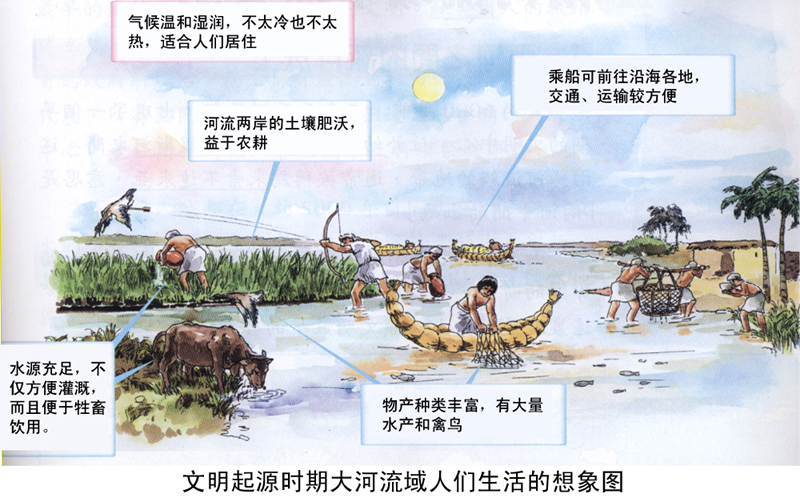 气候温和湿润，不太冷也不太
热，适合人们居住
乘船可前往沿海各地，
交通、运输较方便
河流两岸的土壤肥沃，
益于农耕
水源充足，不
仅方便灌溉，
而且便于牲畜
饮用。
物产种类丰富，有大量
水产和禽鸟
文明起源时期大河流域人们生活的想象图